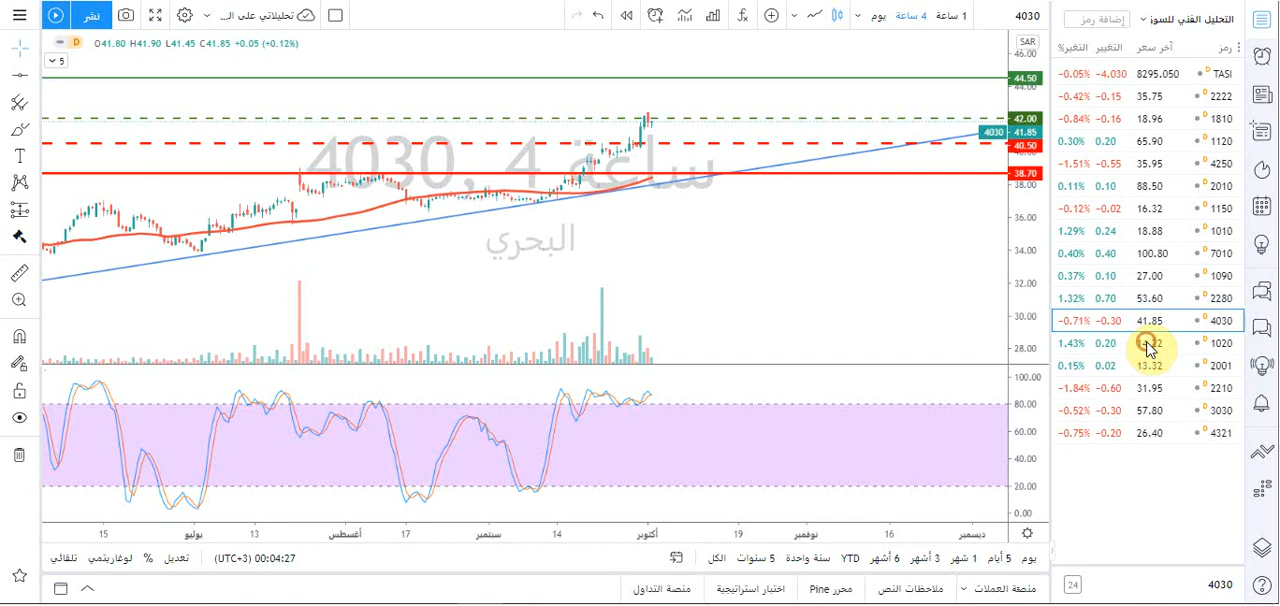 نشر
تحليلاتي على الـ...
يوم
4 ساعة
1 ساعة
4030
إضافة رمز
التحليل الفني للسوز
D
O41.80 H41.90 L41.45 C41.85 +0.05 (+0.12%)
5
SAR
46.00
44.50
44.00
42.00
4030 41.85
40.50
38.70
38.00
36.00
34.00
32.00
30.00
28.00
4030, 4 ساعة
البحري
100.00
80.00
60.00
40.00
20.00
0.00
15
يوليو
13
أغسطس
17
سبتمبر
14
أكتوبر
19
نوفمبر
16
ديسمبر
تلقائي
لوغاريتمي
%
تعديل
(UTC+3) 00:04:27
الكل
5 سنوات
سنة واحدة
YTD
6 أشهر
3 أشهر
1 شهر
5 أيام
يوم
منصة التداول
اختبار استراتيجية
محرر Pine
ملاحظات النص
منصعة العملات
رمز
آخر سعر
التغيير
التغير%
TASI 8295.050 -4.030 -0.05%
2222 35.75 -0.15 -0.42%
1810 18.96 -0.16 -0.84%
1120 65.90 0.20 0.30%
4250 35.95 -0.55 -1.51%
2010 88.50 0.10 0.11%
1150 16.32 -0.02 -0.12%
1010 18.88 0.24 1.29%
7010 100.80 0.40 0.40%
1090 27.00 0.10 0.37%
2280 53.60 0.70 1.32%
4030 41.85 -0.30 -0.71%
1020 0.20 1.43%
2001 13.32 0.02 0.15%
2210 31.95 -0.60 -1.84%
3030 57.80 -0.30 -0.52%
4321 26.40 -0.20 -0.75%
24
4030